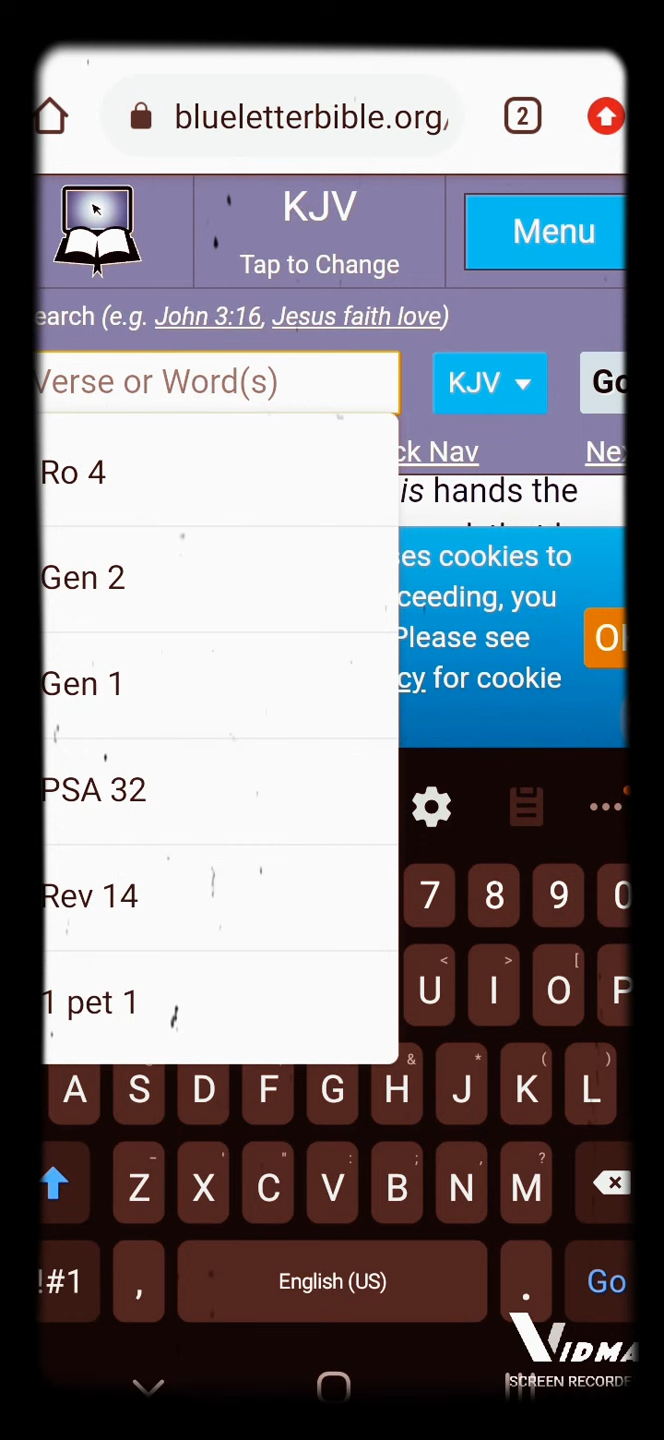 blueletterbible.org/
2
KJV
Tap to Change
Menu
earch (e.g. John 3:16, Jesus faith love)
Verse or Word(s)
KJV
Go
ck Nav
Nex
Ro 4
is hands the
ses cookies to
Gen 2
ceeding, you
Please see
OK
Gen 1
cy for cookie
PSA 32
Rev 14
7 8 9 0
1 pet 1
< > [
U I O P
& * ( )
A S D F G H J K L
- ' " : ; , ?
Z X C V B N M
!#1 , English (US) . Go
VIDMA
SCREEN RECORDE